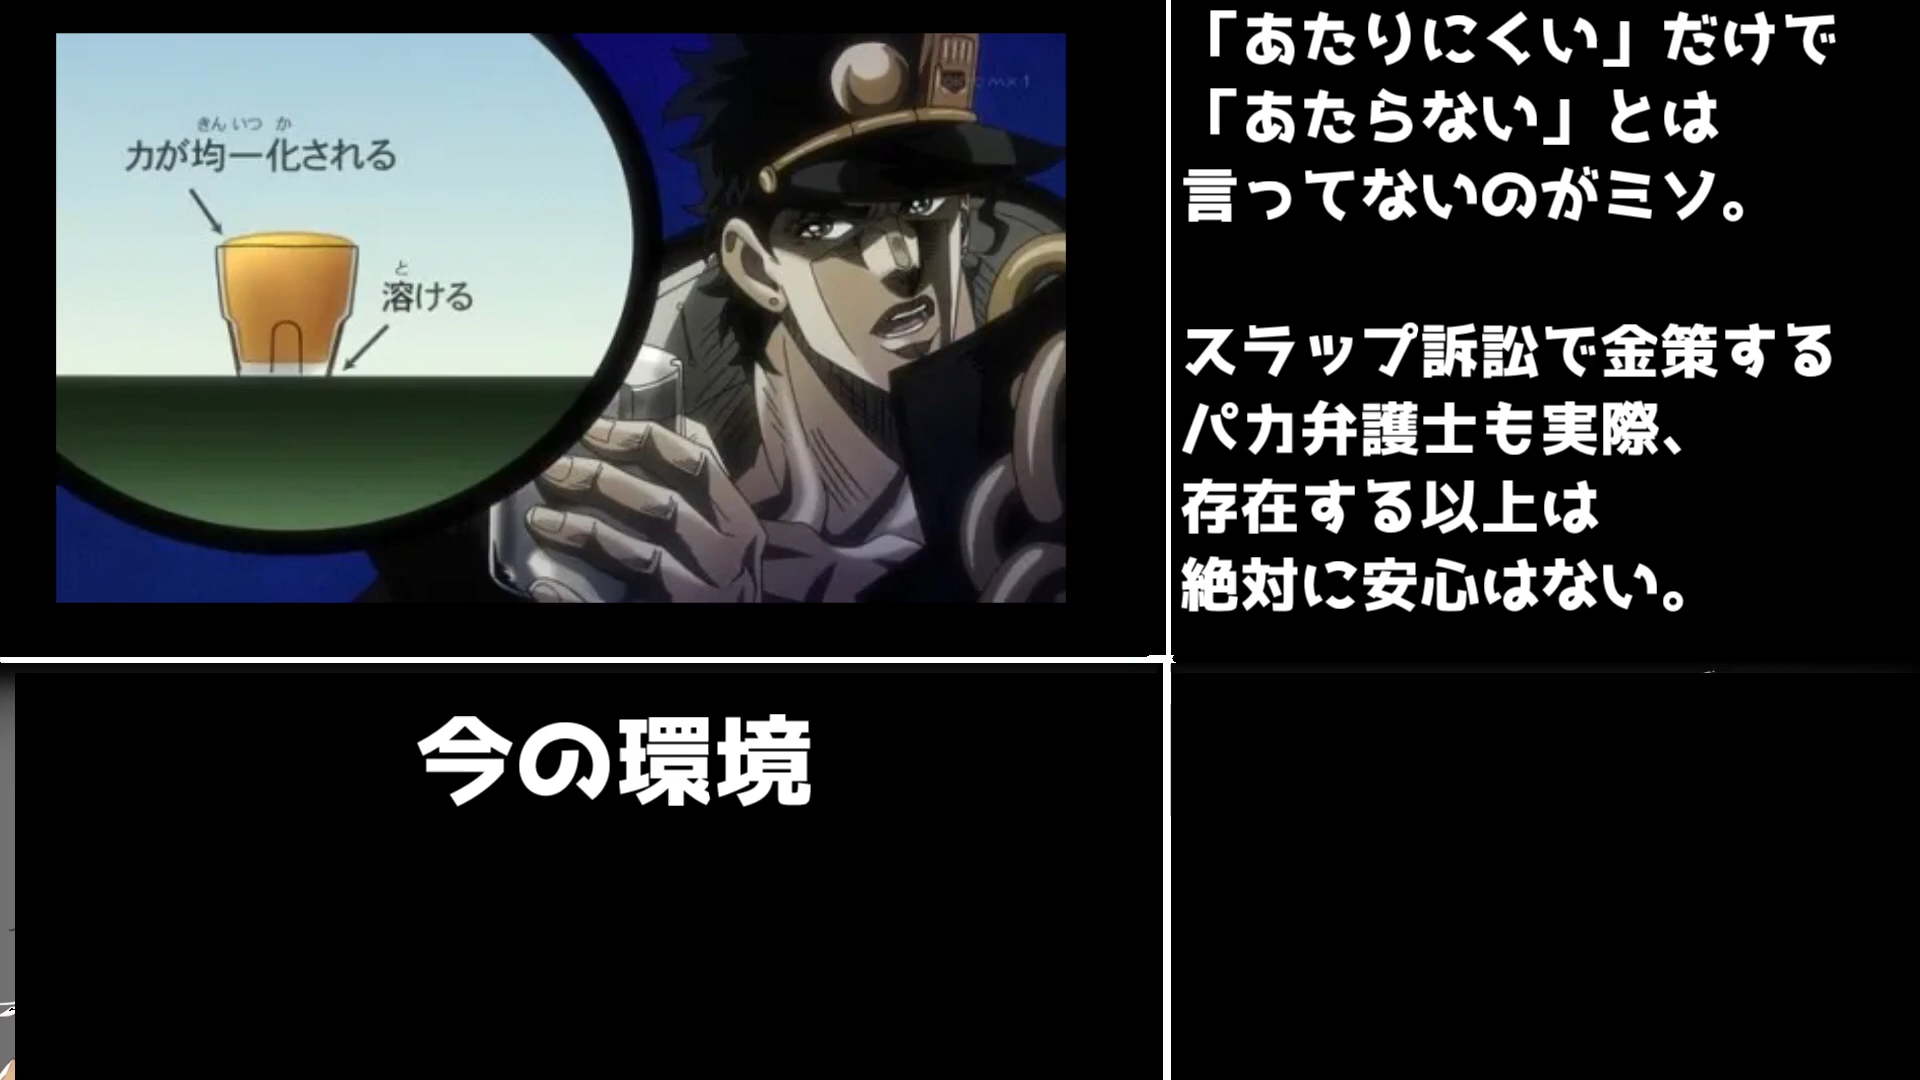 きんいつか
力が均一化される
と
溶ける
「あたりにくい」だけで
「あたらない」とは
言ってないのがミソ。
スラップ訴訟で金策する
パカ弁護士も実際、
存在する以上は
絶対に安心はない。
今の環境